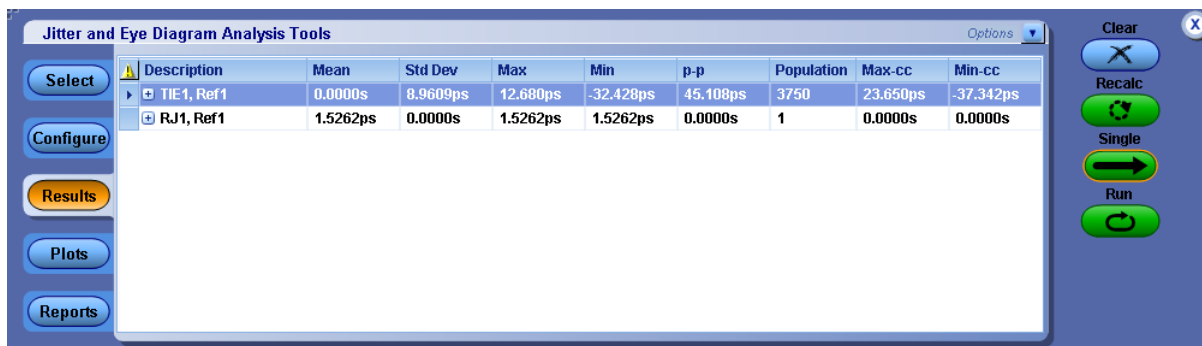 Jitter and Eye Diagram Analysis Tools
Options
Clear
X
Select
Description Mean Std Dev Max Min p-p Population Max-cc Min-cc
TIE1, Ref1 0.0000s 8.9609ps 12.680ps -32.428ps 45.108ps 3750 23.650ps -37.342ps
RJ1, Ref1 1.5262ps 0.0000s 1.5262ps 1.5262ps 0.0000s 1 0.0000s 0.0000s
Recalc
Configure
Single
Results
Run
Plots
Reports